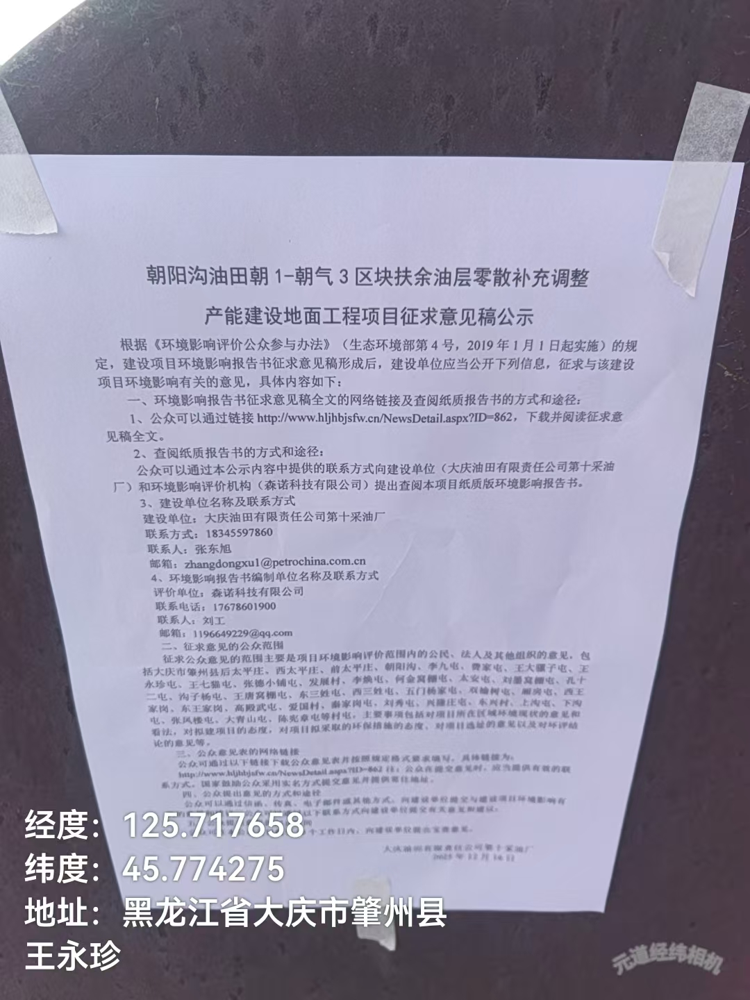 朝阳沟油田朝1-朝气3区块扶余油层零散补充调整
产能建设地面工程项目征求意见稿公示
根据《环境影响评价公众参与办法》（生态环境部第4号，2019年1月1日起实施）的规
定，建设项目环境影响报告书征求意见稿形成后，建设单位应当公开下列信息，征求与该建设
项目环境影响有关的意见，具体内容如下：
一、环境影响报告书征求意见稿全文的网络链接及查阅纸质报告书的方式和途径：
1、公众可以通过链接 http://www.hljhbjsfw.cn/NewsDetail.aspx?ID=862，下载并阅读征求意
见稿全文。
2、查阅纸质报告书的方式和途径：
公众可以通过本公示内容中提供的联系方式向建设单位（大庆油田有限责任公司第十采油
厂）和环境影响评价机构（森诺科技有限公司）提出查阅本项目纸质版环境影响报告书。
3、建设单位名称及联系方式
建设单位：大庆油田有限责任公司第十采油厂
联系方式：18345597860
联系人：张东旭
邮箱：zhangdongxu1@petrochina.com.cn
4、环境影响报告书编制单位名称及联系方式
评价单位：森诺科技有限公司
联系电话：17678601900
联系人：刘工
邮箱：1196649229@qq.com
二、征求意见的公众范围
征求公众意见的范围主要是项目环境影响评价范围内的公民、法人及其他组织的意见，包
括大庆市肇州县后太平庄、西太平庄、前太平庄、朝阳沟、李九屯、费家屯、王大骡子屯、王
永珍屯、王七猫屯、张德小铺屯、发展村、李焕屯、何金窝棚屯、太安屯、刘墨窝棚屯、孔十
二屯、沟子杨屯、王唐窝棚屯、东三姓屯、西三姓屯、五门杨家屯、双榆树屯、厢房屯、西王
家岗、东王家岗、高殿武屯、爱国村、秦家岗屯、刘秀屯、兴隆庄屯、东兴村、上沟屯、下沟
屯、张凤楼屯、大青山屯、陈宪章屯等村屯，主要事项包括对项目所在区域环境现状的意见和
看法，对拟建项目的态度，对项目拟采取的环保措施的态度、对项目选址的意见以及对环评结
论的意见等。
三、公众意见表的网络链接
公众可通过以下链接下载公众意见表并按照规定格式要求填写，具体链接为：
http://www.hljhbjsfw.cn/NewsDetail.aspx?ID=862 注：公众在提交意见时，应当提供有效的联
系方式。国家鼓励公众采用实名方式提交意见并提供常住地址。
四、公众提出意见的方式和途径
公众可以通过信函、传真、电子邮件或其他方式，向建设单位提交与建设项目环境影响有
以下联系方式向建设单位提交有关意见和建议。
个工作日内，向建设单位提出宝贵意见。
大庆油田有限责任公司第十采油厂
2025年12月16日
经度：125.717658
纬度：45.774275
地址：黑龙江省大庆市肇州县
王永珍
元道经纬相机